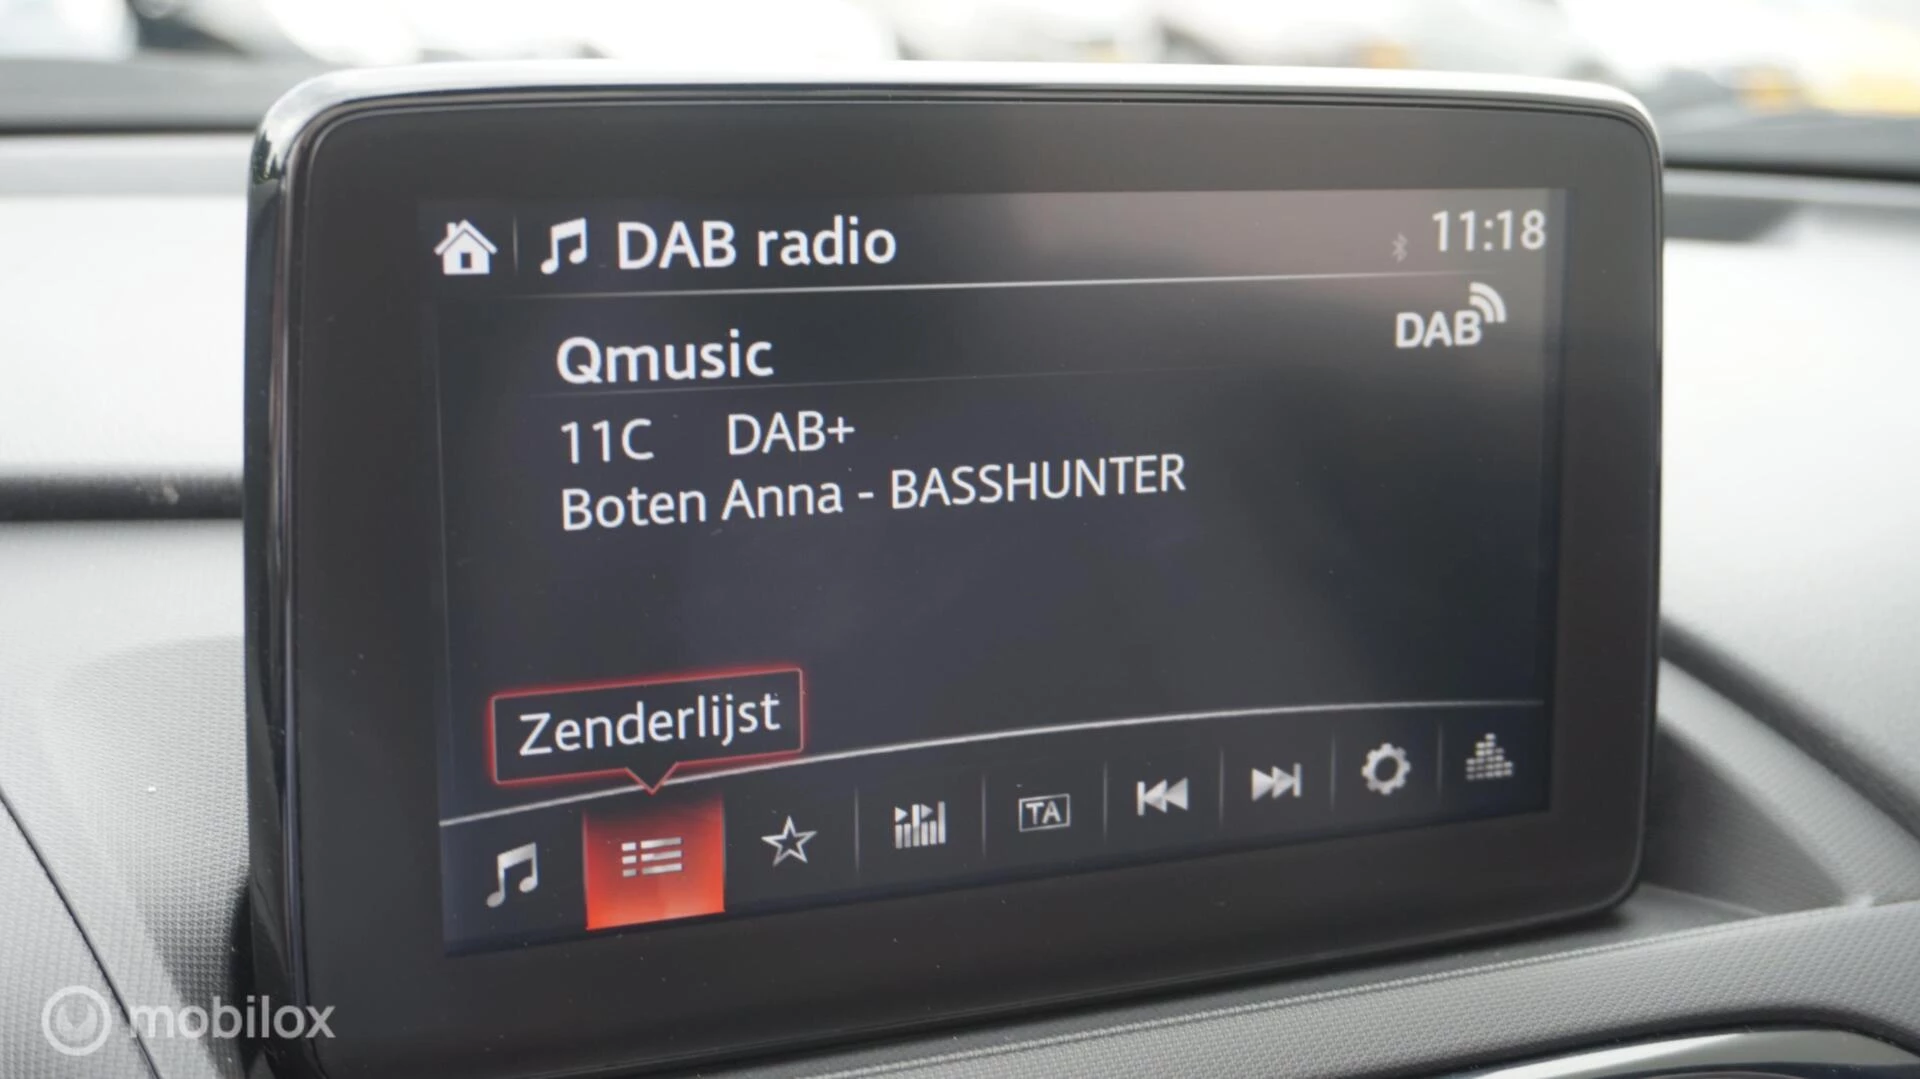 DAB radio
11:18
DAB
Qmusic
11C DAB+
Boten Anna - BASSHUNTER
Zenderlijst
TA
mobilox